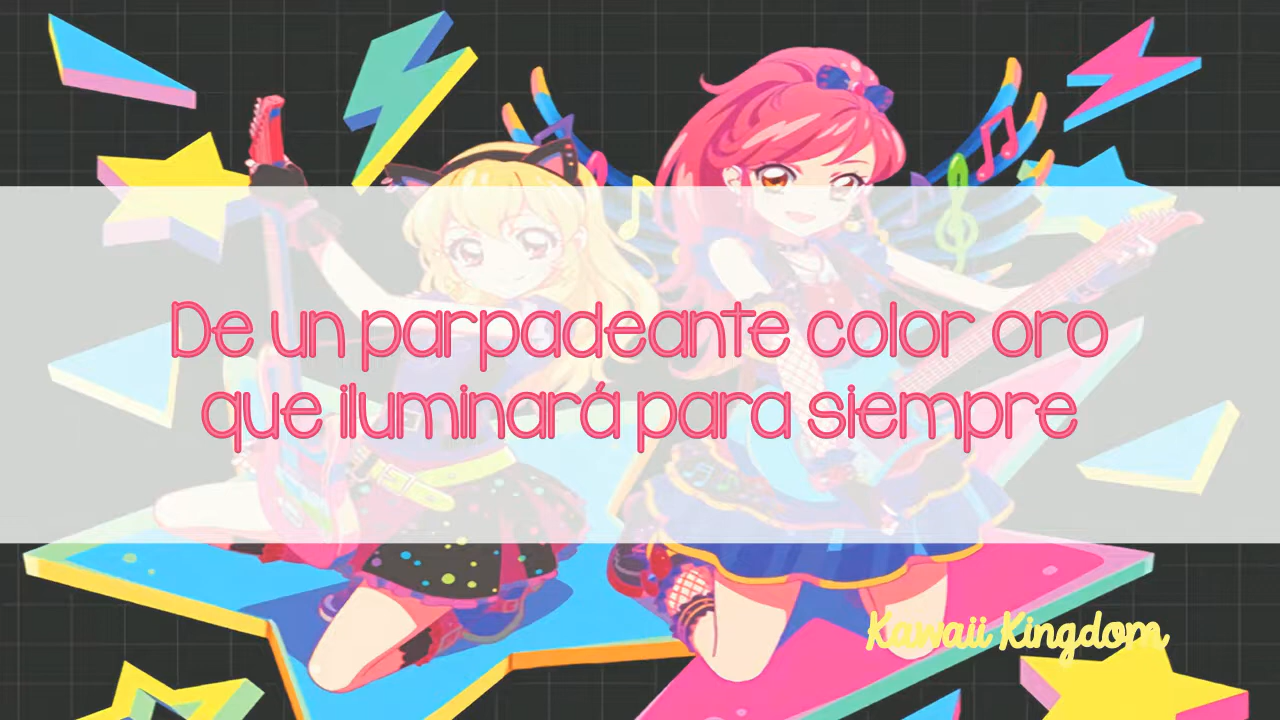 De un parpadeante color oro
que iluminará para siempre
Kawaii Kingdom